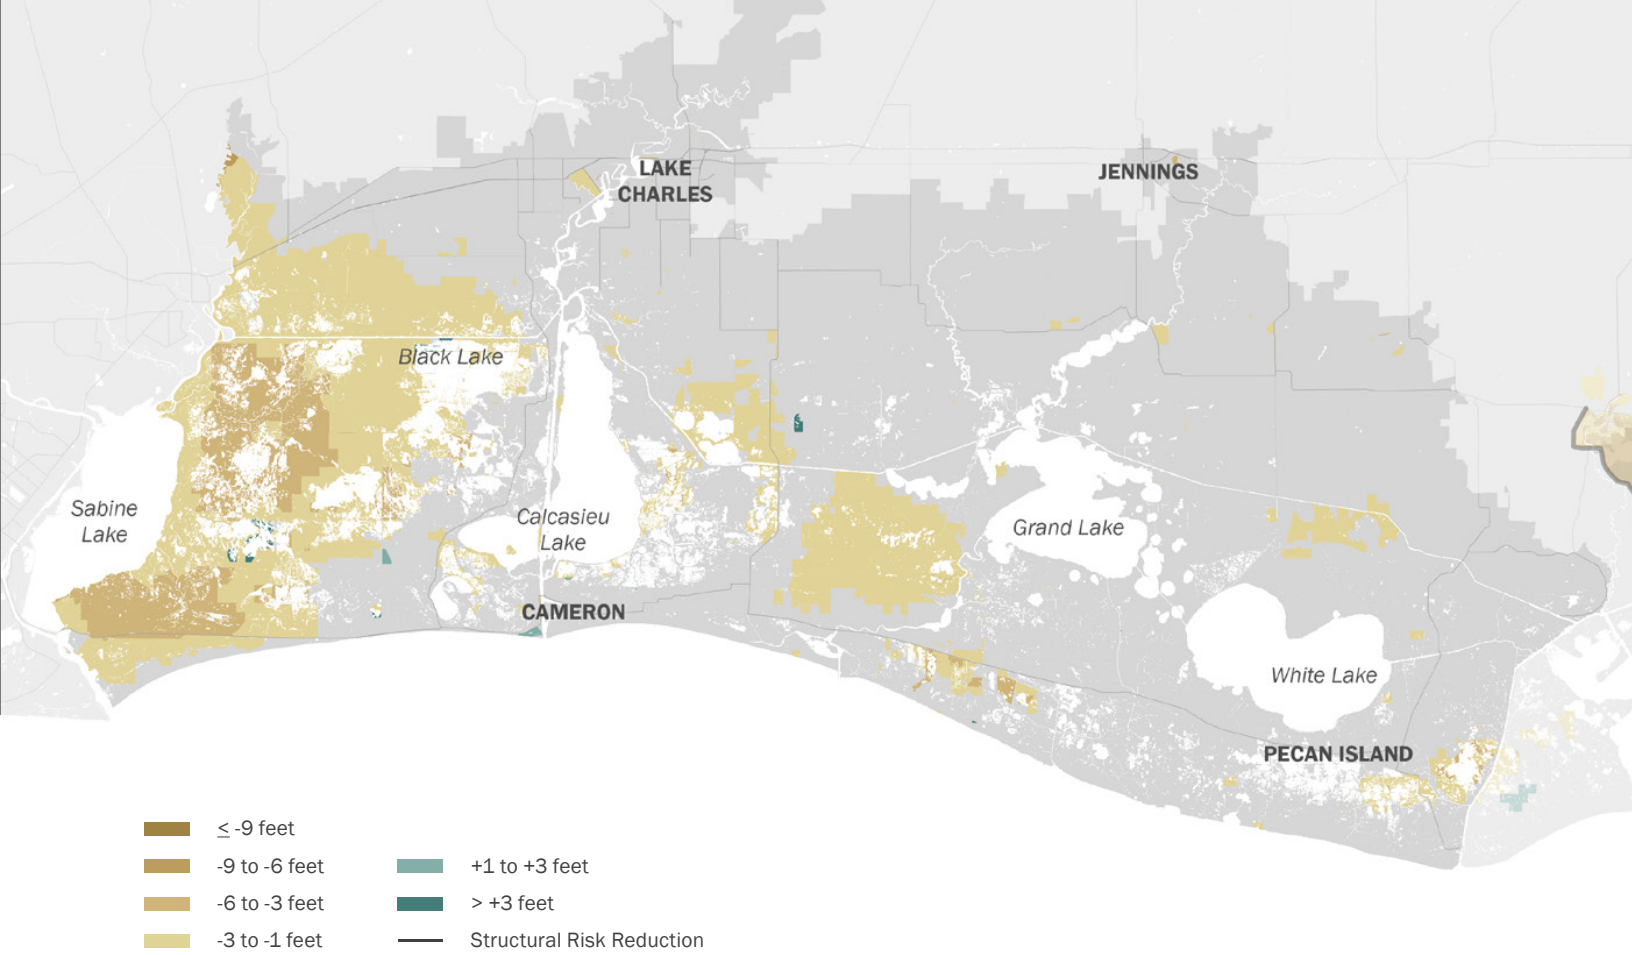 LAKE
CHARLES
JENNINGS
Black Lake
Sabine
Lake
Calcasieu
Lake
Grand Lake
CAMERON
White Lake
PECAN ISLAND
≤ -9 feet
-9 to -6 feet
+1 to +3 feet
-6 to -3 feet
> +3 feet
-3 to -1 feet
Structural Risk Reduction